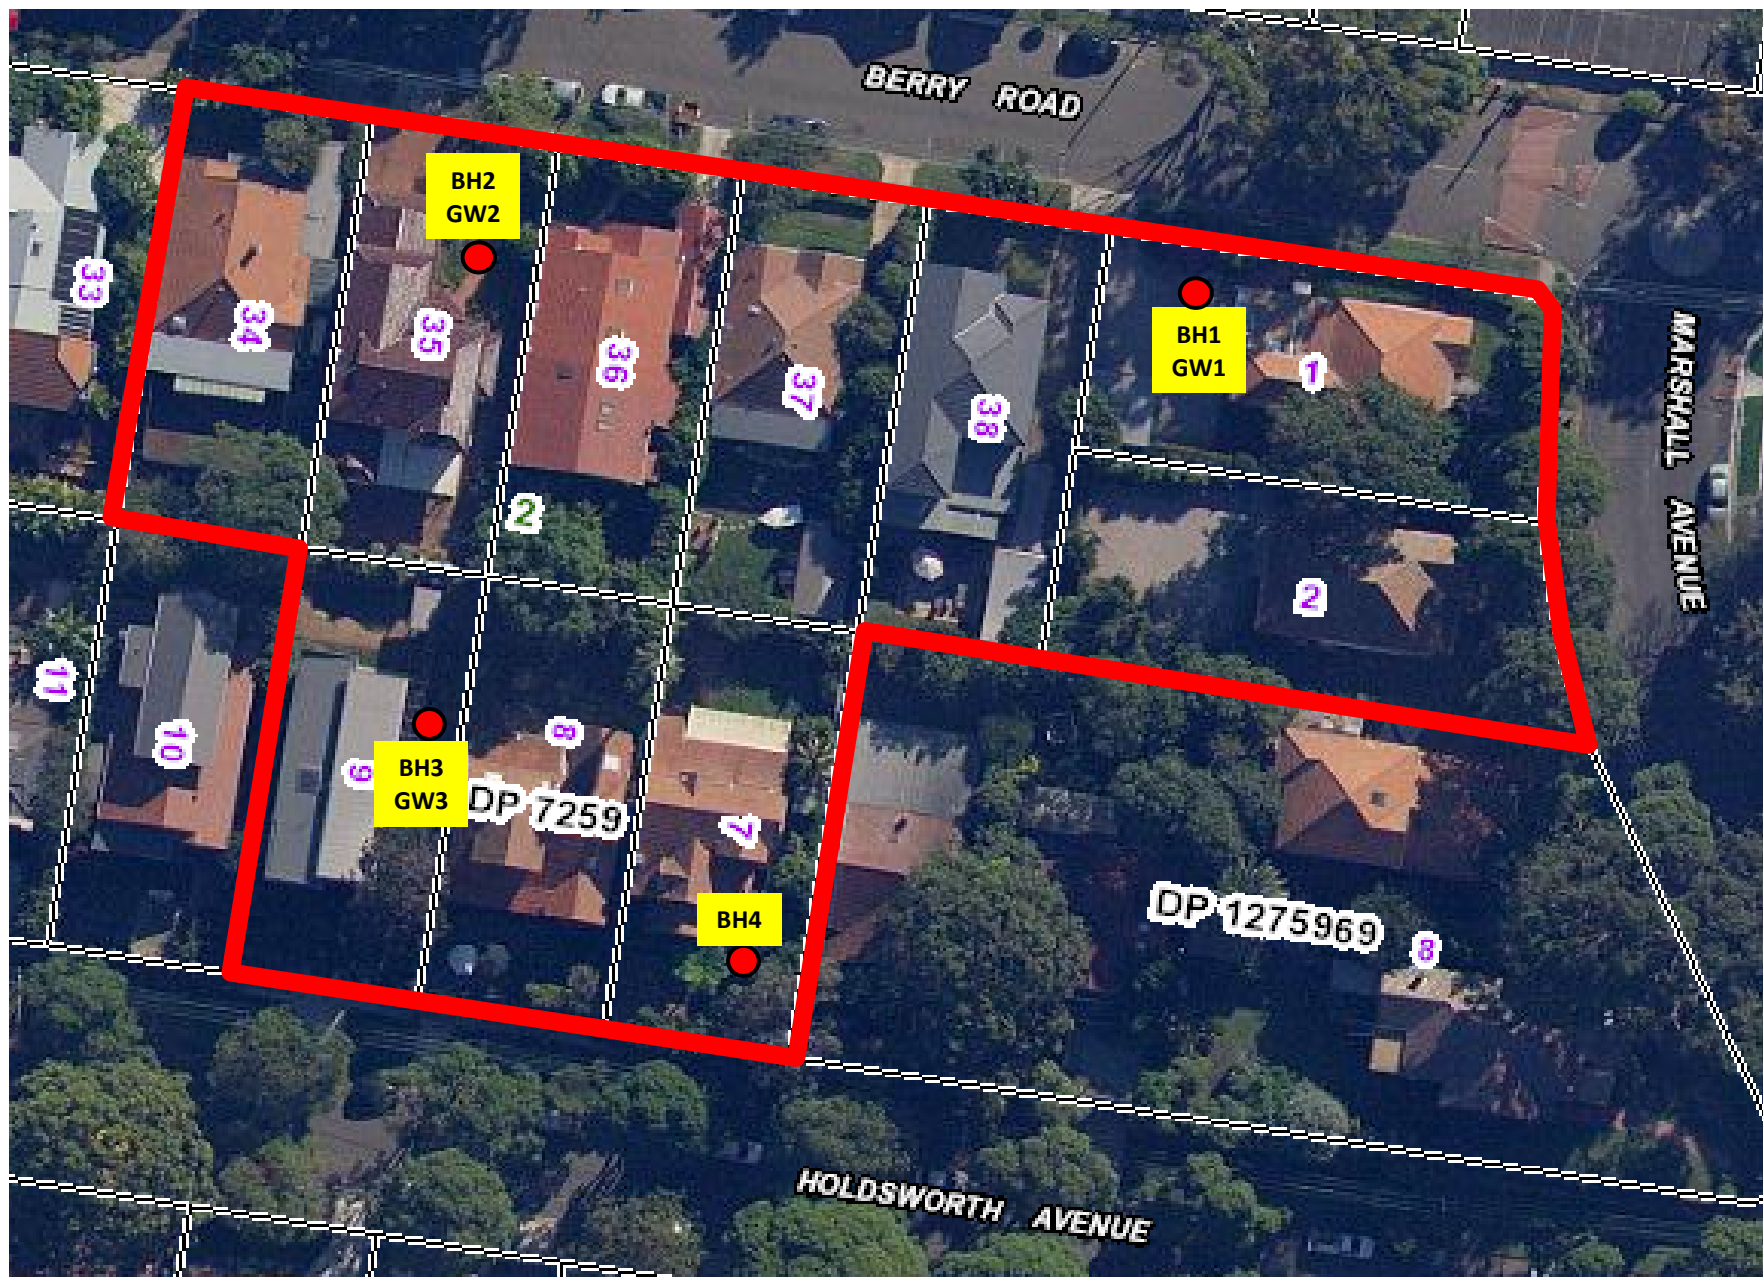 BERRY ROAD
BH2
GW2
33
34
35
36
37
38
BH1
GW1
1
MARSHALL AVENUE
2
2
11
10
9
BH3
GW3
8
DP 7259
7
BH4
DP 1275969
8
HOLDSWORTH AVENUE